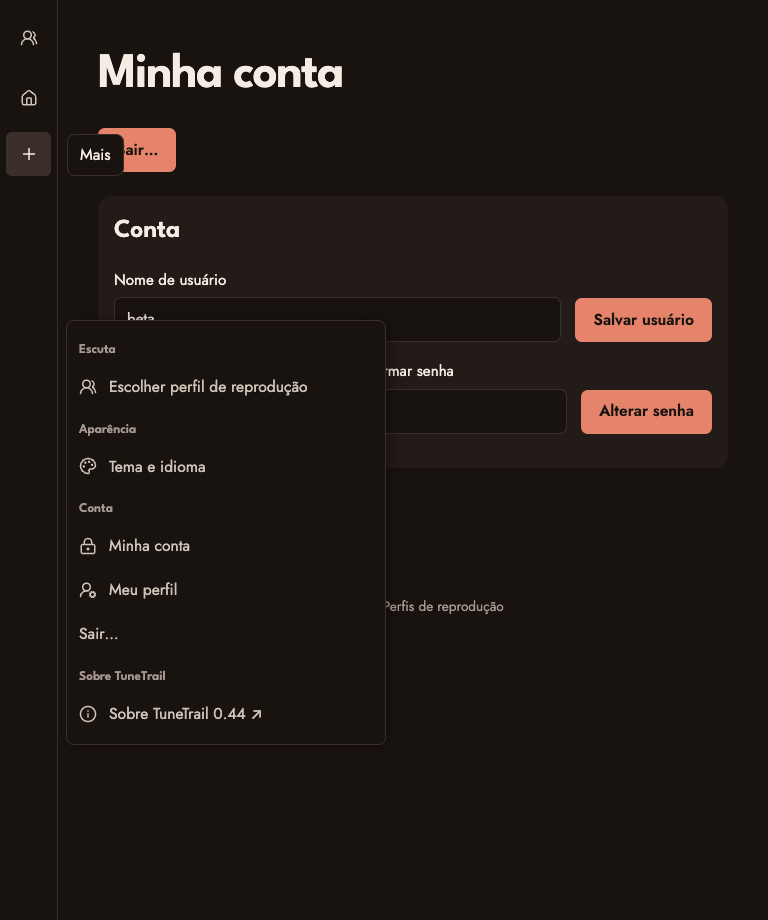 Minha conta
Mais
Sair...
Conta
Nome de usuário
beta
Salvar usuário
rmar senha
Alterar senha
Escuta
Escolher perfil de reprodução
Aparência
Tema e idioma
Conta
Minha conta
Meu perfil
Sair...
Sobre TuneTrail
Sobre TuneTrail 0.44 ↗
Perfis de reprodução